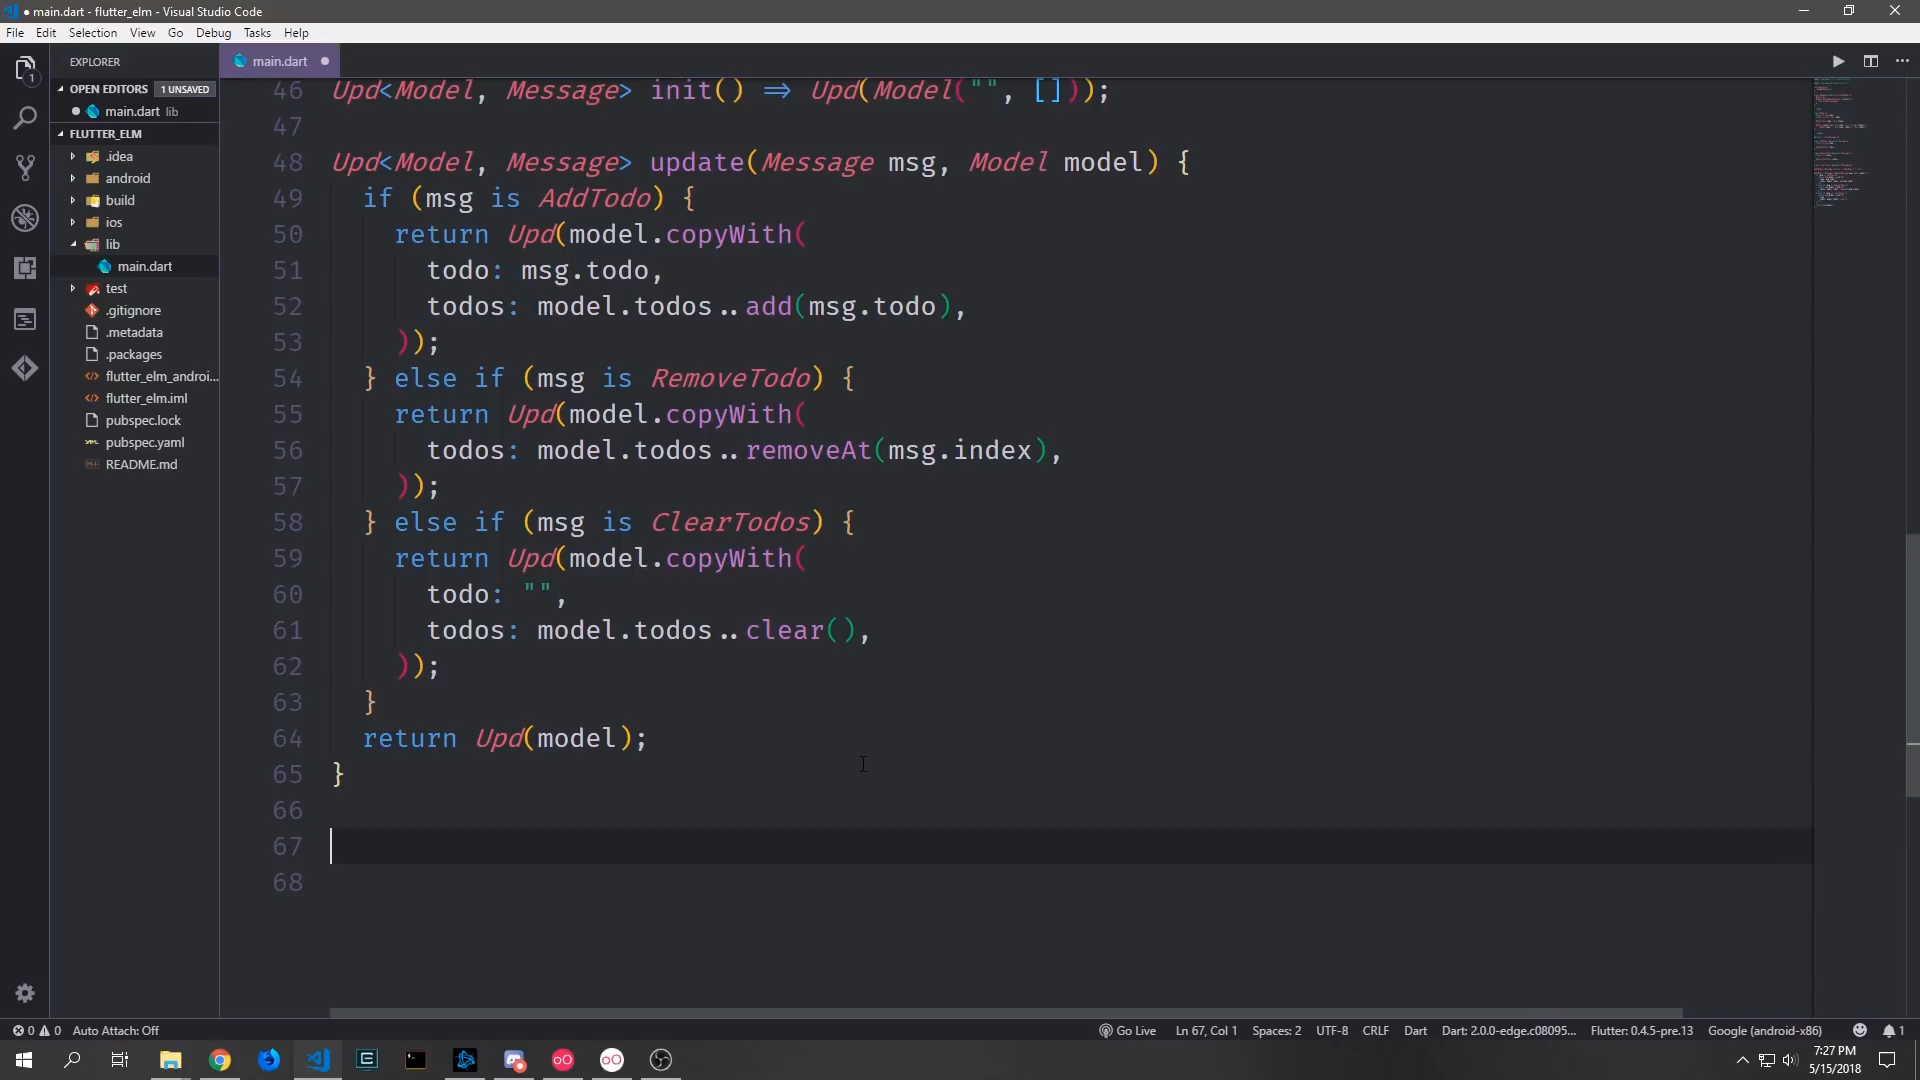 main.dart - flutter_elm - Visual Studio Code
File Edit Selection View Go Debug Tasks Help
EXPLORER
main.dart
OPEN EDITORS 1 UNSAVED
main.dart lib
FLUTTER_ELM
.idea
android
build
ios
lib
main.dart
test
.gitignore
.metadata
.packages
flutter_elm_androi...
flutter_elm.iml
pubspec.lock
pubspec.yaml
README.md
1
46 Upd<Model, Message> init() => Upd(Model("", []));
47
48 Upd<Model, Message> update(Message msg, Model model) {
49   if (msg is AddTodo) {
50     return Upd(model.copyWith(
51       todo: msg.todo,
52       todos: model.todos..add(msg.todo),
53     ));
54   } else if (msg is RemoveTodo) {
55     return Upd(model.copyWith(
56       todos: model.todos..removeAt(msg.index),
57     ));
58   } else if (msg is ClearTodos) {
59     return Upd(model.copyWith(
60       todo: "",
61       todos: model.todos..clear(),
62     ));
63   }
64   return Upd(model);
65 }
66
67
68
0 0 Auto Attach: Off Go Live Ln 67, Col 1 Spaces: 2 UTF-8 CRLF Dart Dart: 2.0.0-edge.c08095... Flutter: 0.4.5-pre.13 Google (android-x86) 1
7:27 PM
5/15/2018